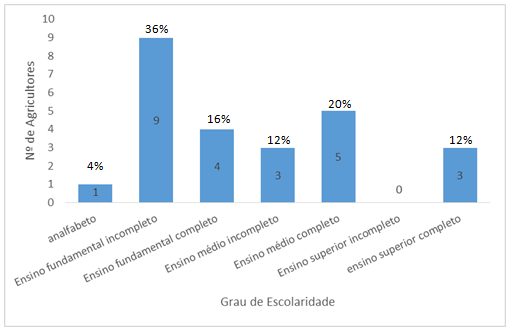 Nº de Agricultores
10
9
8
7
6
5
4
3
2
1
0
4%
36%
16%
12%
20%
12%
1
9
4
3
5
0
3
analfabeto
Ensino fundamental incompleto
Ensino fundamental completo
Ensino médio incompleto
Ensino médio completo
Ensino superior incompleto
ensino superior completo
Grau de Escolaridade